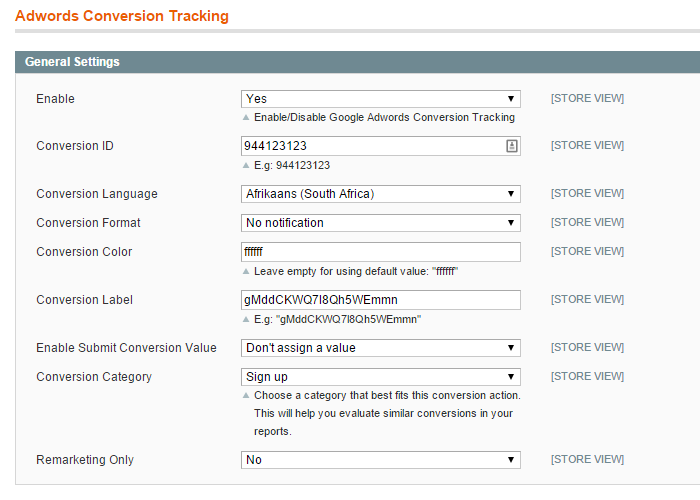 Adwords Conversion Tracking
General Settings
Enable Yes [STORE VIEW]
Enable/Disable Google Adwords Conversion Tracking
Conversion ID 944123123 [STORE VIEW]
E.g: 944123123
Conversion Language Afrikaans (South Africa) [STORE VIEW]
Conversion Format No notification [STORE VIEW]
Conversion Color ffffff [STORE VIEW]
Leave empty for using default value: "ffffff"
Conversion Label gMddCKWQ7I8Qh5WEmmn [STORE VIEW]
E.g: "gMddCKWQ7I8Qh5WEmmn"
Enable Submit Conversion Value Don't assign a value [STORE VIEW]
Conversion Category Sign up [STORE VIEW]
Choose a category that best fits this conversion action.
This will help you evaluate similar conversions in your
reports.
Remarketing Only No [STORE VIEW]